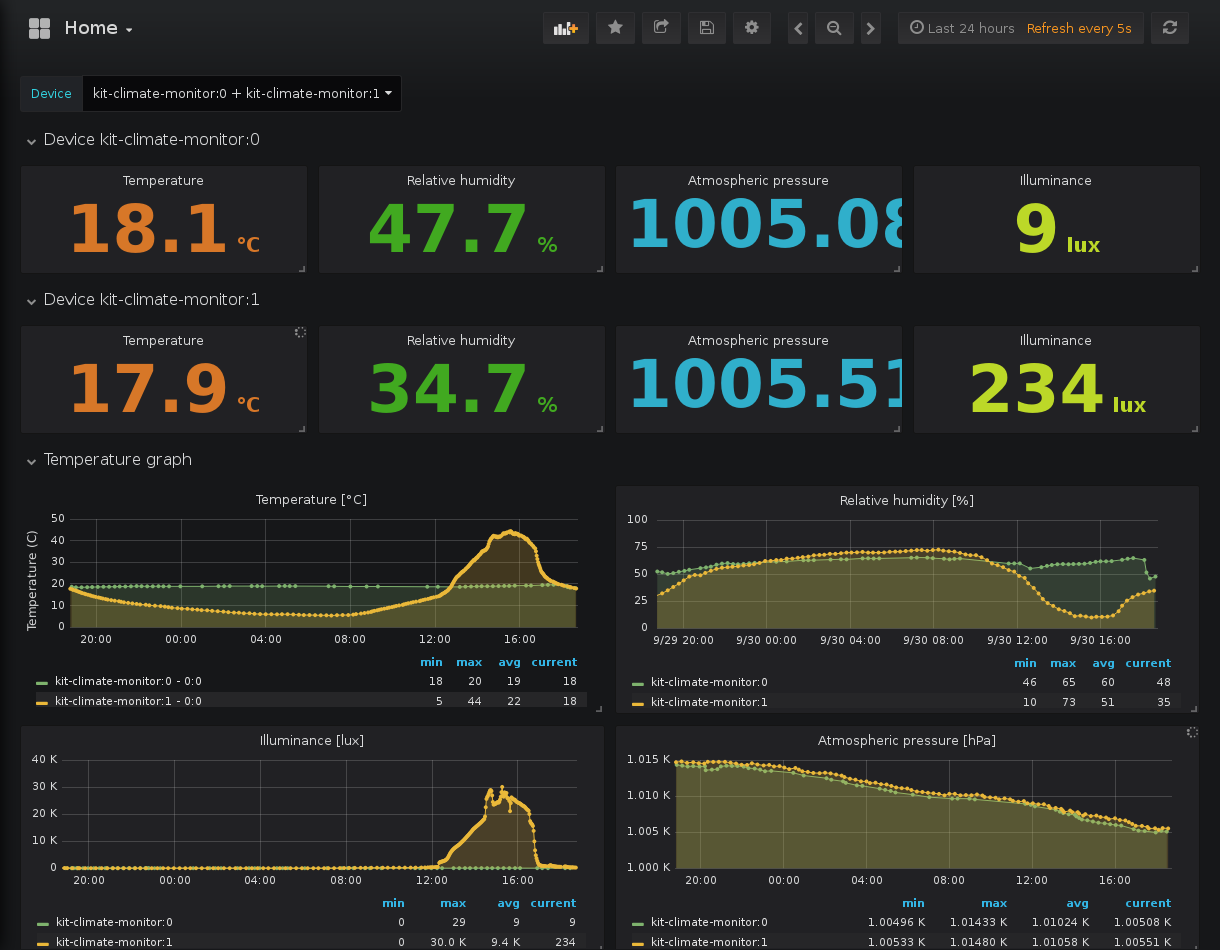 Home
Last 24 hours Refresh every 5s
Device kit-climate-monitor:0 + kit-climate-monitor:1
Device kit-climate-monitor:0
Temperature
18.1 °C
Relative humidity
47.7 %
Atmospheric pressure
1005.08
Illuminance
9 lux
Device kit-climate-monitor:1
Temperature
17.9 °C
Relative humidity
34.7 %
Atmospheric pressure
1005.51
Illuminance
234 lux
Temperature graph
Temperature [°C]
Temperature (C)
50
40
30
20
10
0
20:00 00:00 04:00 08:00 12:00 16:00
min max avg current
kit-climate-monitor:0 - 0:0 18 20 19 18
kit-climate-monitor:1 - 0:0 5 44 22 18
Relative humidity [%]
100
75
50
25
0
9/29 20:00 9/30 00:00 9/30 04:00 9/30 08:00 9/30 12:00 9/30 16:00
min max avg current
kit-climate-monitor:0 46 65 60 48
kit-climate-monitor:1 10 73 51 35
Illuminance [lux]
40 K
30 K
20 K
10 K
0
20:00 00:00 04:00 08:00 12:00 16:00
min max avg current
kit-climate-monitor:0 0 29 9 9
kit-climate-monitor:1 0 30.0 K 9.4 K 234
Atmospheric pressure [hPa]
1.015 K
1.010 K
1.005 K
1.000 K
20:00 00:00 04:00 08:00 12:00 16:00
min max avg current
kit-climate-monitor:0 1.00496 K 1.01433 K 1.01024 K 1.00508 K
kit-climate-monitor:1 1.00533 K 1.01480 K 1.01058 K 1.00551 K